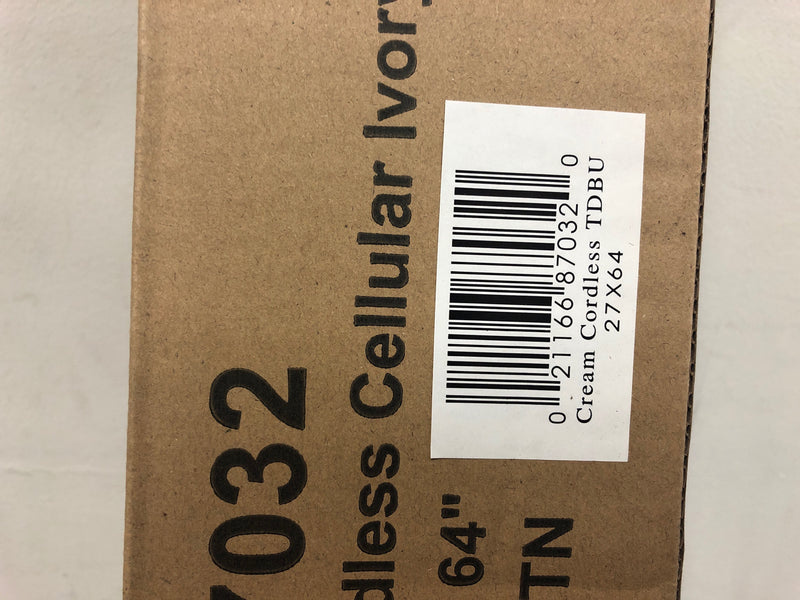 7032
dless Cellular Ivory
64"
TN
0 21166 87032 0
Cream Cordless TDBU
27X64